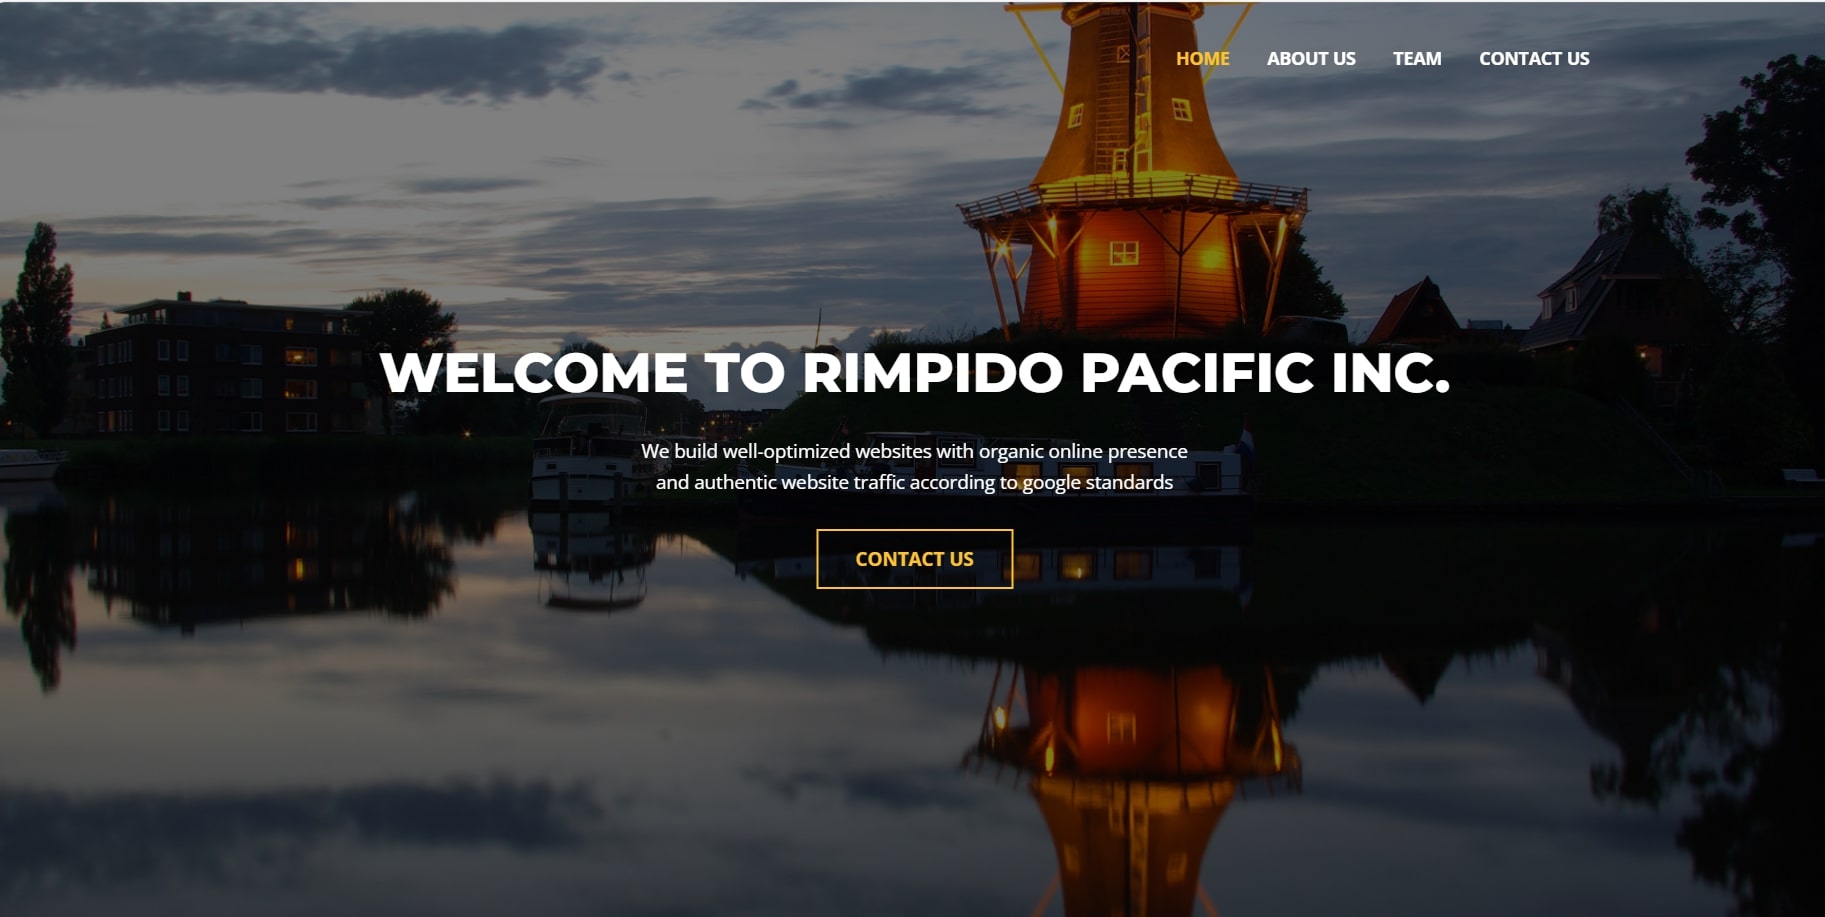 HOME ABOUT US TEAM CONTACT US
WELCOME TO RIMPIDO PACIFIC INC.
We build well-optimized websites with organic online presence
and authentic website traffic according to google standards
CONTACT US